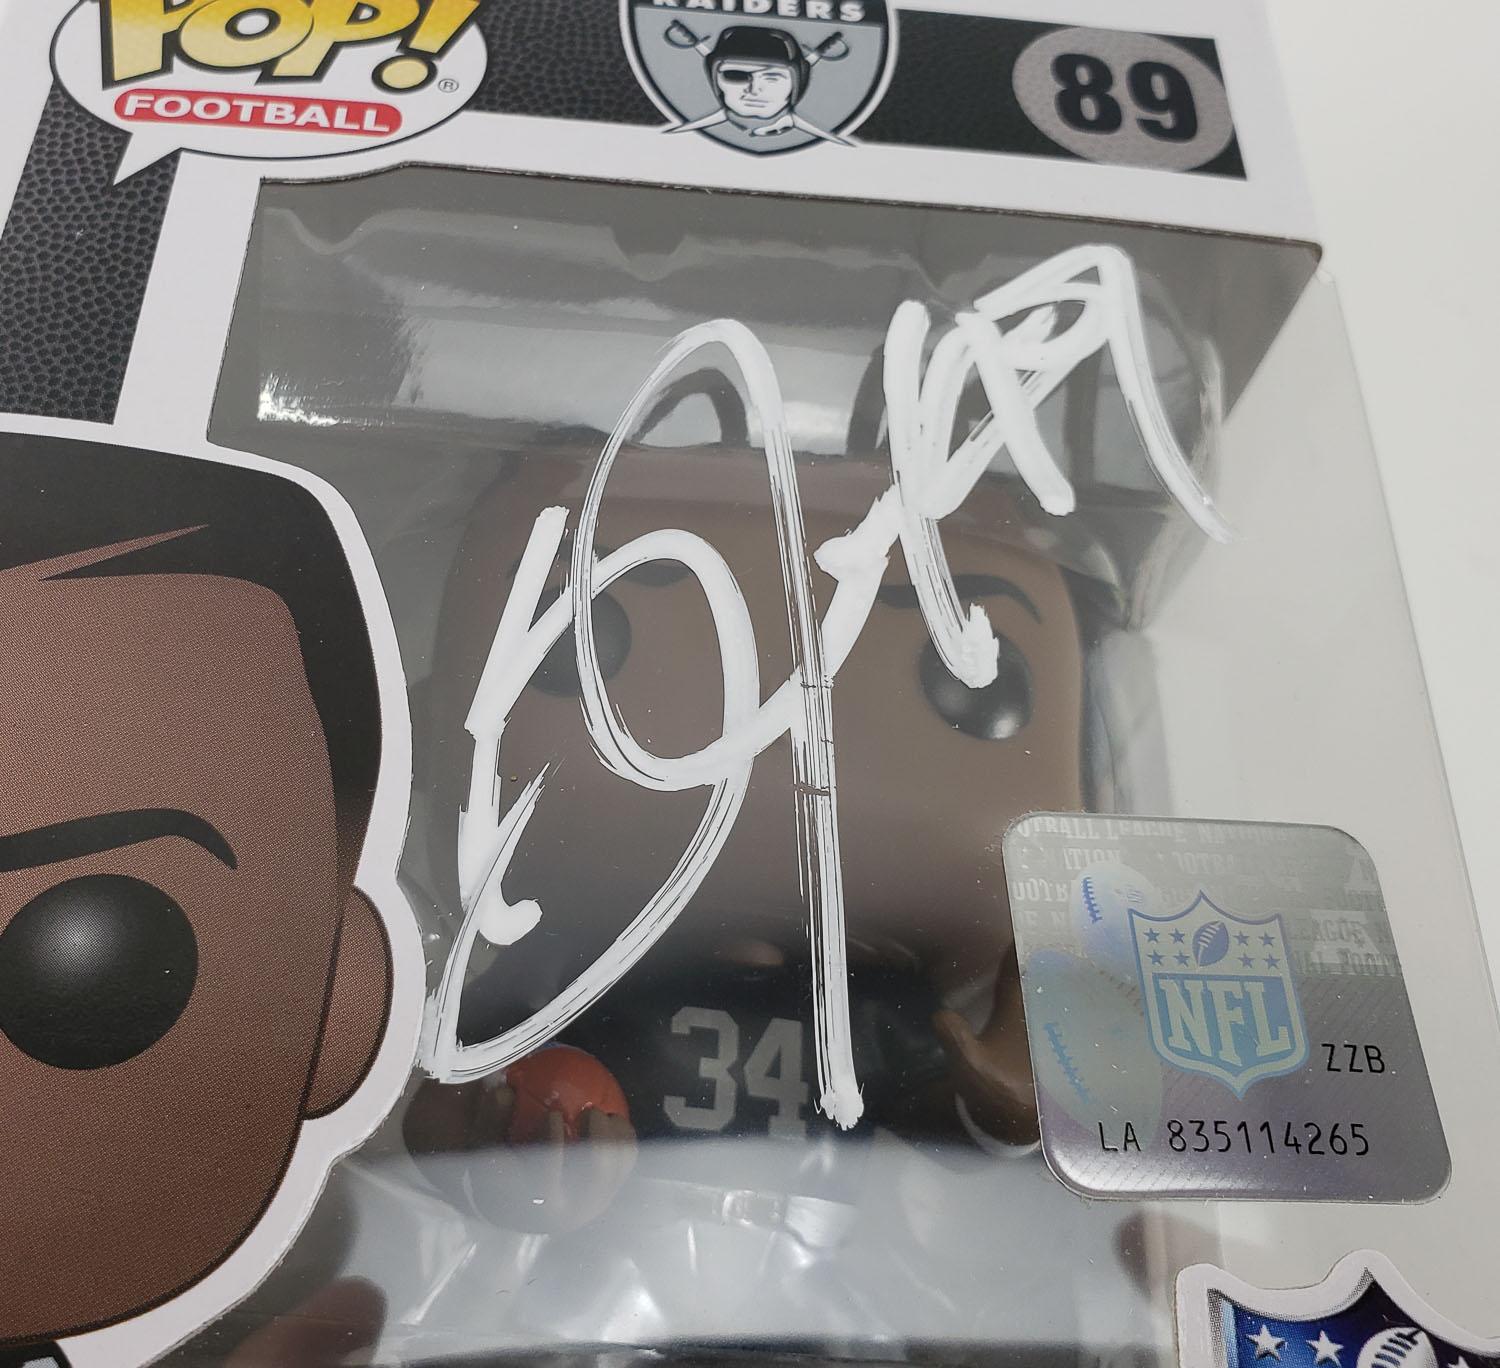 POP!®
FOOTBALL
RAIDERS
89
34
NFL
ZZB
LA 835114265